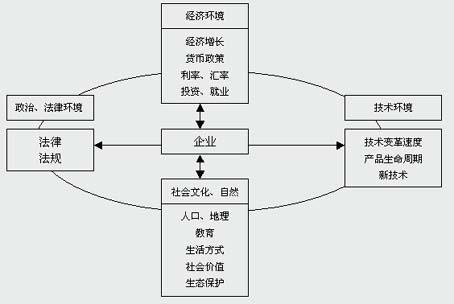 经济环境
经济增长
货币政策
利率、汇率
投资、就业
政治、法律环境
法律
法规
企业
技术环境
技术变革速度
产品生命周期
新技术
社会文化、自然
人口、地理
教育
生活方式
社会价值
生态保护